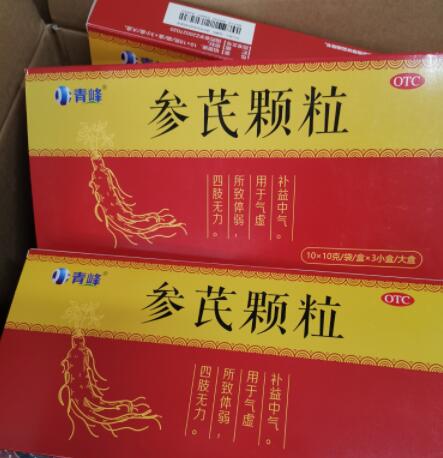 青峰
OTC
参芪颗粒
补益中气。
用于气虚
所致体弱，
四肢无力。
10×10克/袋/盒×3小盒/大盒
青峰
OTC
参芪颗粒
补益中气。
用于气虚
所致体弱，
四肢无力。